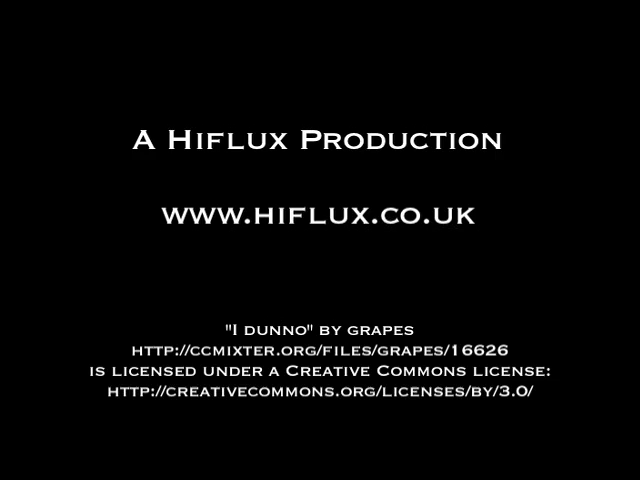 A Hiflux Production
www.hiflux.co.uk
"I dunno" by grapes
http://ccmixter.org/files/grapes/16626
is licensed under a Creative Commons license:
http://creativecommons.org/licenses/by/3.0/